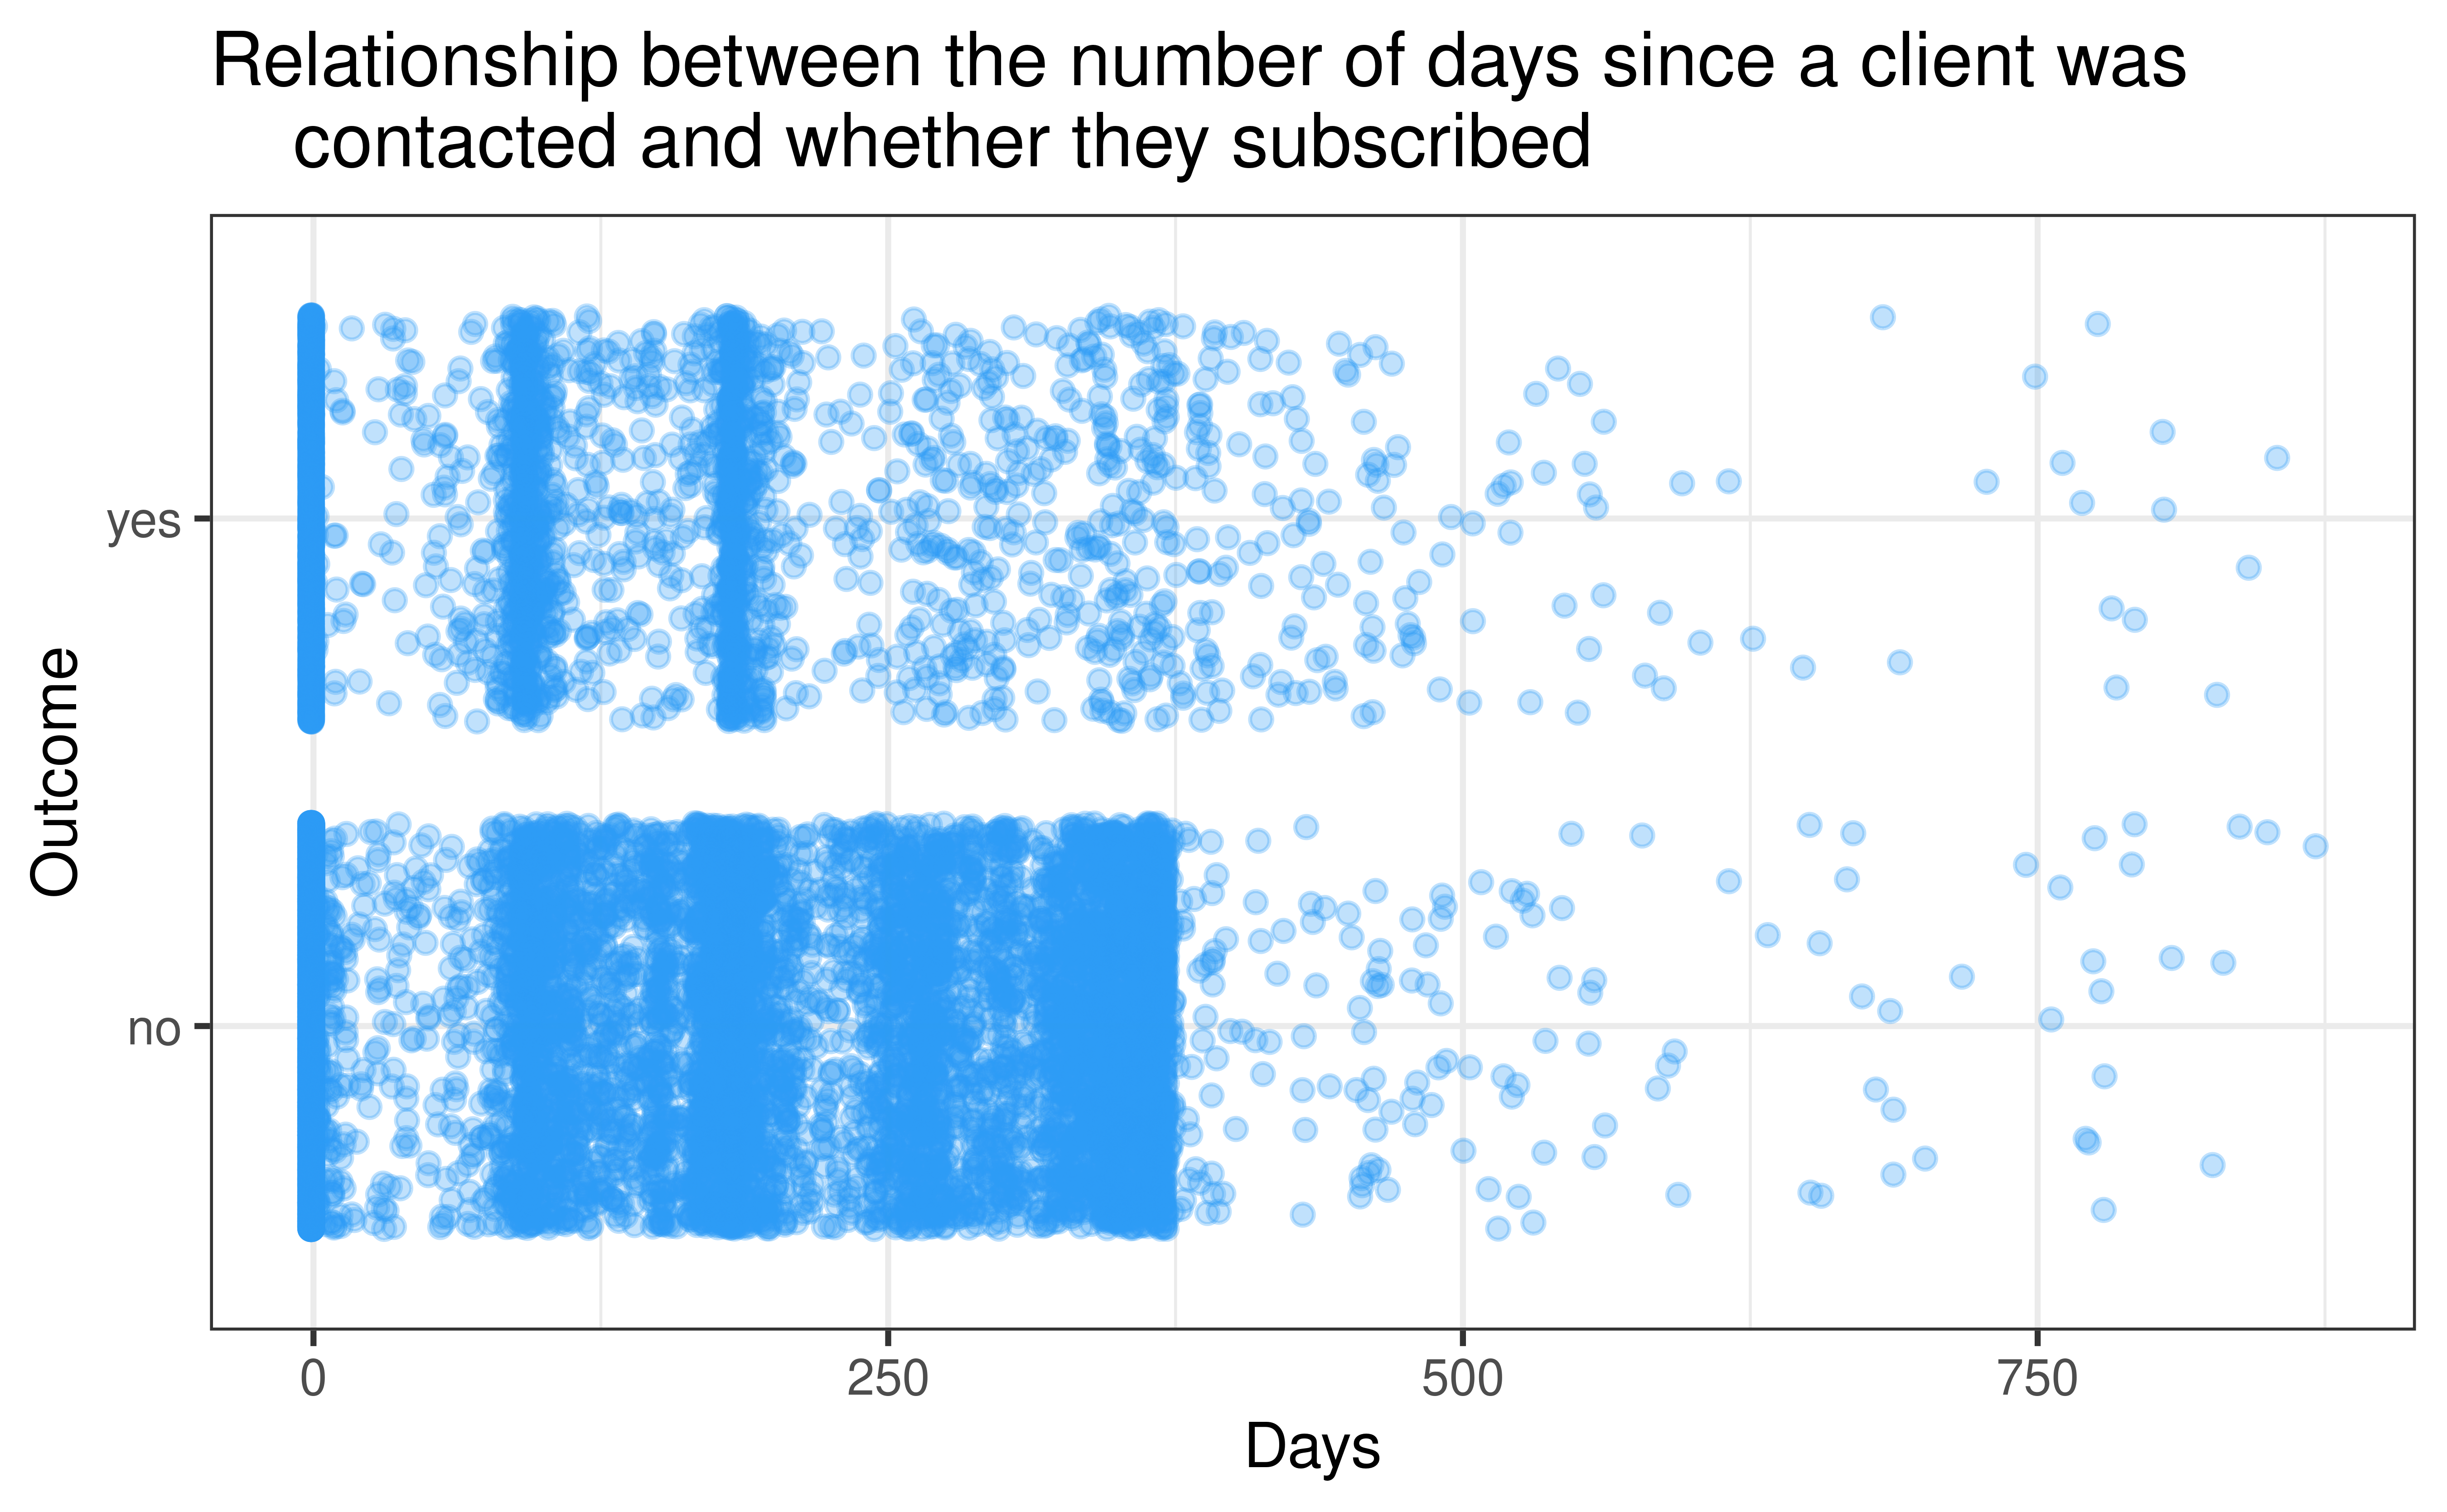 Relationship between the number of days since a client was
contacted and whether they subscribed
Outcome
yes
no
0
250
500
750
Days